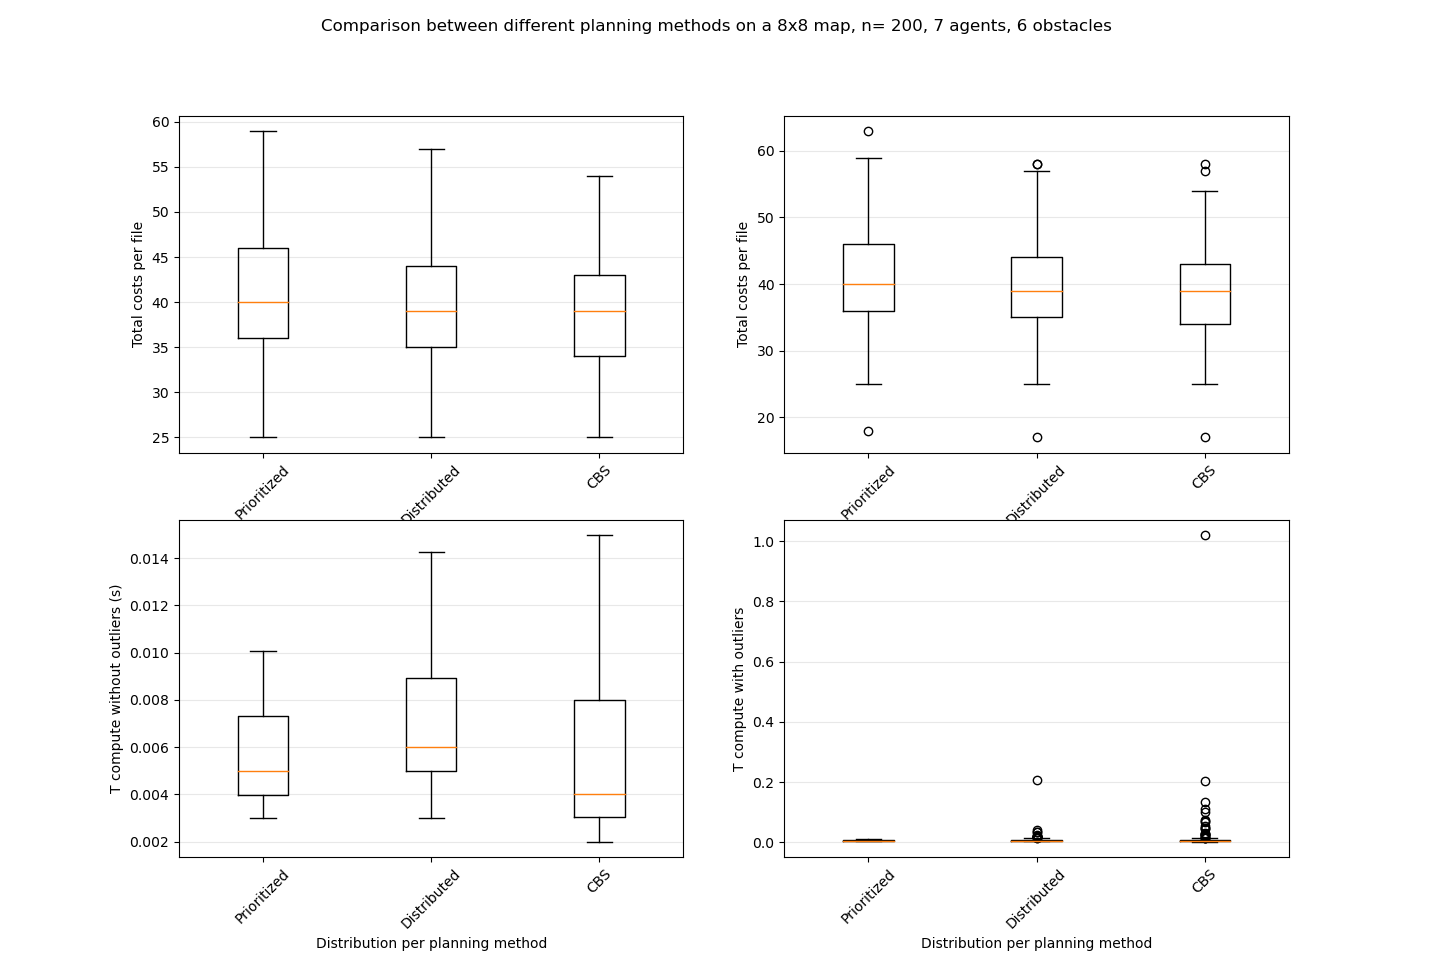 Comparison between different planning methods on a 8x8 map, n= 200, 7 agents, 6 obstacles
Total costs per file
60
55
50
45
40
35
30
25
Prioritized
Distributed
CBS
Total costs per file
60
50
40
30
20
Prioritized
Distributed
CBS
T compute without outliers (s)
0.014
0.012
0.010
0.008
0.006
0.004
0.002
Prioritized
Distributed
CBS
Distribution per planning method
T compute with outliers
1.0
0.8
0.6
0.4
0.2
0.0
Prioritized
Distributed
CBS
Distribution per planning method